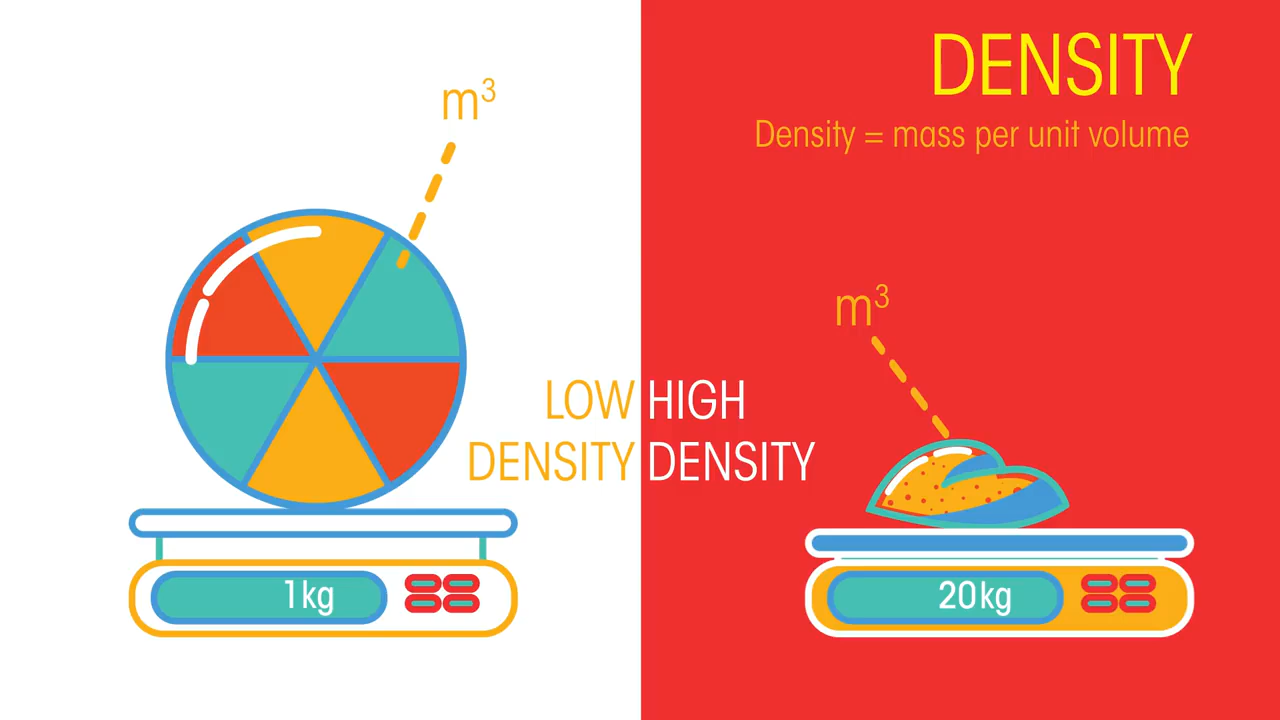 m³
LOW
DENSITY
1kg
DENSITY
Density = mass per unit volume
m³
HIGH
DENSITY
20kg